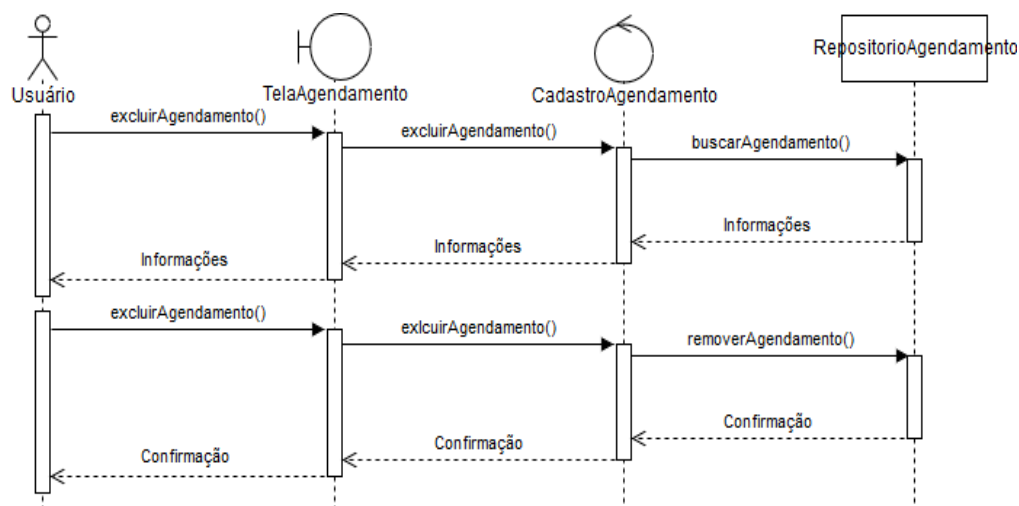 RepositorioAgendamento
Usuário
TelaAgendamento
CadastroAgendamento
excluirAgendamento()
excluirAgendamento()
buscarAgendamento()
Informações
Informações
Informações
excluirAgendamento()
exlcuirAgendamento()
removerAgendamento()
Confirmação
Confirmação
Confirmação